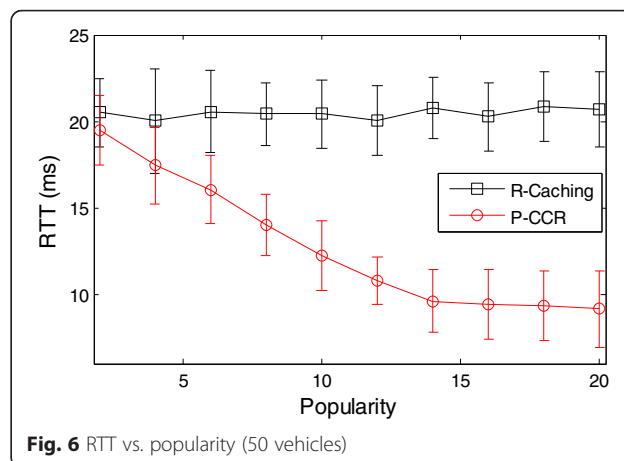 25
20
15
10
RTT (ms)
R-Caching
P-CCR
5
10
15
20
Popularity
Fig. 6 RTT vs. popularity (50 vehicles)